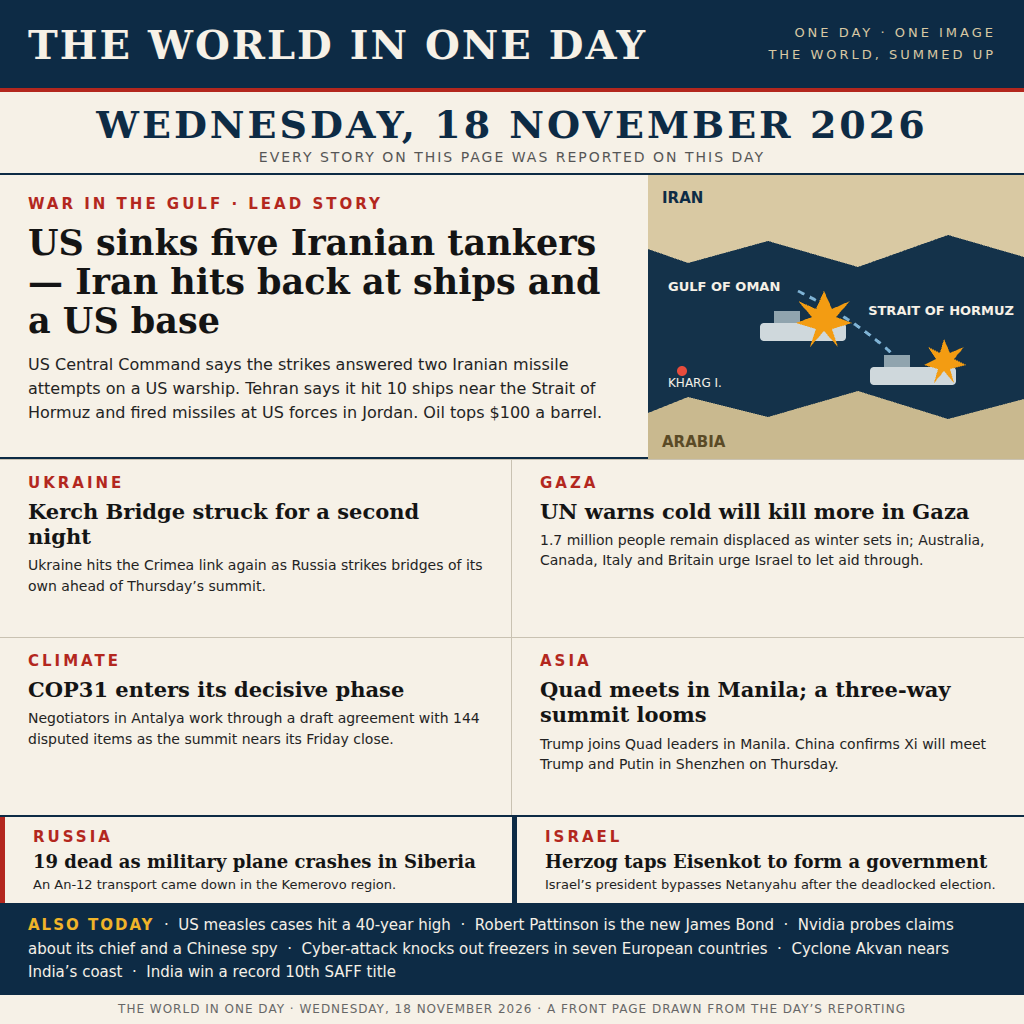 THE WORLD IN ONE DAY
ONE DAY · ONE IMAGE
THE WORLD, SUMMED UP
WEDNESDAY, 18 NOVEMBER 2026
EVERY STORY ON THIS PAGE WAS REPORTED ON THIS DAY
WAR IN THE GULF · LEAD STORY
US sinks five Iranian tankers
— Iran hits back at ships and
a US base
US Central Command says the strikes answered two Iranian missile
attempts on a US warship. Tehran says it hit 10 ships near the Strait of
Hormuz and fired missiles at US forces in Jordan. Oil tops $100 a barrel.
IRAN
GULF OF OMAN
STRAIT OF HORMUZ
KHARG I.
ARABIA
UKRAINE
Kerch Bridge struck for a second
night
Ukraine hits the Crimea link again as Russia strikes bridges of its
own ahead of Thursday’s summit.
GAZA
UN warns cold will kill more in Gaza
1.7 million people remain displaced as winter sets in; Australia,
Canada, Italy and Britain urge Israel to let aid through.
CLIMATE
COP31 enters its decisive phase
Negotiators in Antalya work through a draft agreement with 144
disputed items as the summit nears its Friday close.
ASIA
Quad meets in Manila; a three-way
summit looms
Trump joins Quad leaders in Manila. China confirms Xi will meet
Trump and Putin in Shenzhen on Thursday.
RUSSIA
19 dead as military plane crashes in Siberia
An An-12 transport came down in the Kemerovo region.
ISRAEL
Herzog taps Eisenkot to form a government
Israel’s president bypasses Netanyahu after the deadlocked election.
ALSO TODAY · US measles cases hit a 40-year high · Robert Pattinson is the new James Bond · Nvidia probes claims
about its chief and a Chinese spy · Cyber-attack knocks out freezers in seven European countries · Cyclone Akvan nears
India’s coast · India win a record 10th SAFF title
THE WORLD IN ONE DAY · WEDNESDAY, 18 NOVEMBER 2026 · A FRONT PAGE DRAWN FROM THE DAY’S REPORTING